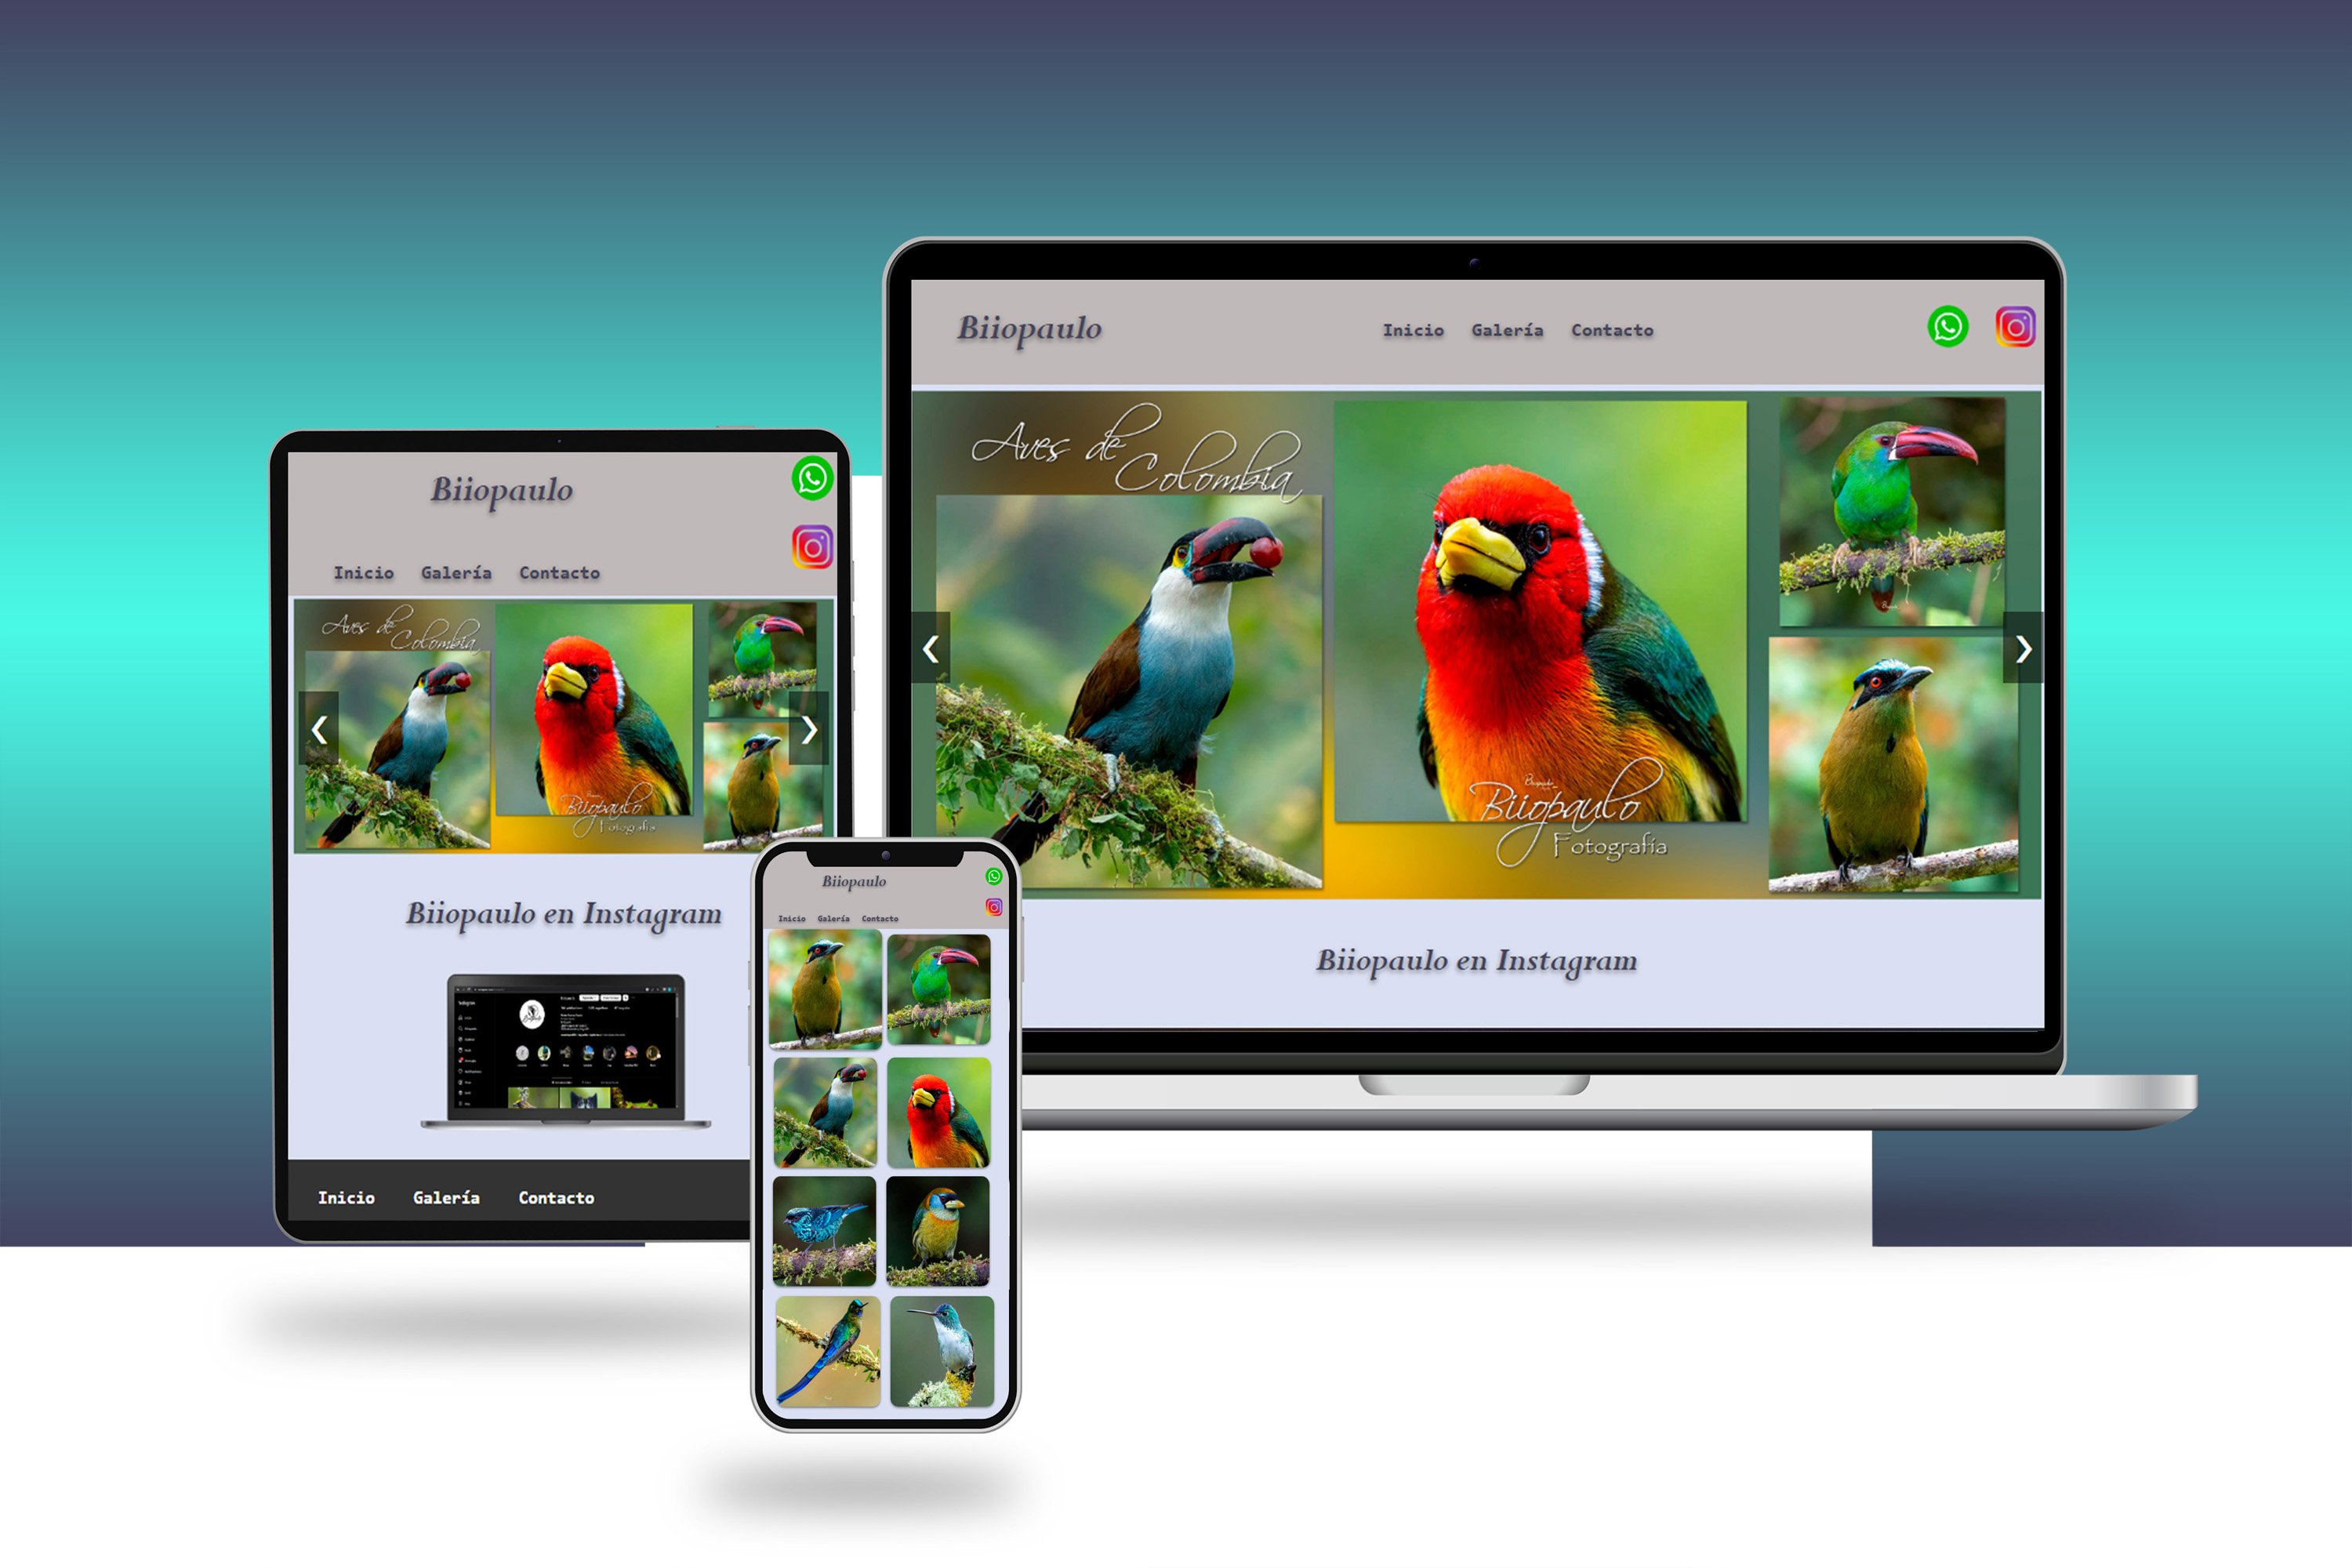 Biiopaulo
Inicio Galería Contacto
Aves de
Colombia
Biiopaulo
Fotografía
Biiopaulo en Instagram
Biiopaulo
Inicio Galería Contacto
Aves de
Colombia
Biiopaulo
Fotografía
Biiopaulo en Instagram
Inicio Galería Contacto
Biiopaulo
Inicio Galería Contacto